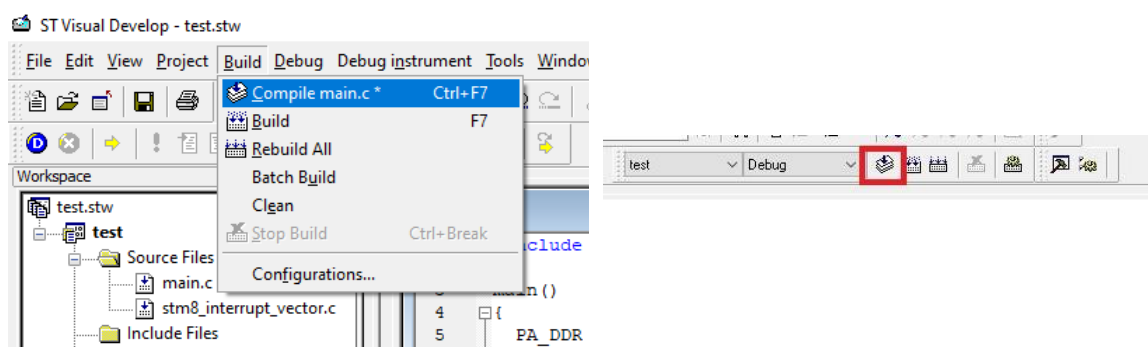 ST Visual Develop - test.stw
File Edit View Project Build Debug Debug instrument Tools Windo
Compile main.c * Ctrl+F7
Build F7
Rebuild All
Batch Build
Clean
Stop Build Ctrl+Break
Configurations...
Workspace
test.stw
test
Source Files
main.c
stm8_interrupt_vector.c
Include Files
clude
main()
4 {
5 PA_DDR
test Debug